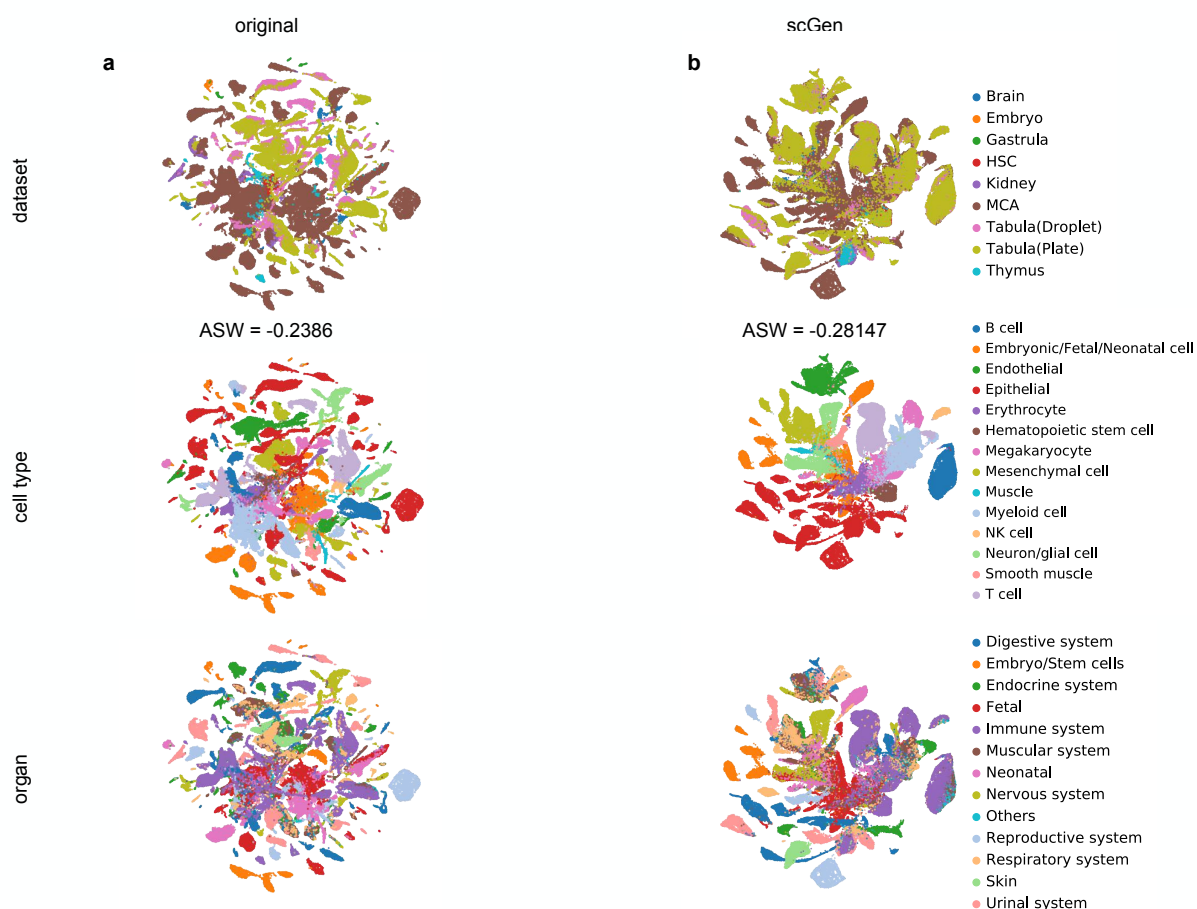 original
scGen
a
b
dataset
Brain
Embryo
Gastrula
HSC
Kidney
MCA
Tabula(Droplet)
Tabula(Plate)
Thymus
ASW = -0.2386
ASW = -0.28147
cell type
B cell
Embryonic/Fetal/Neonatal cell
Endothelial
Epithelial
Erythrocyte
Hematopoietic stem cell
Megakaryocyte
Mesenchymal cell
Muscle
Myeloid cell
NK cell
Neuron/glial cell
Smooth muscle
T cell
organ
Digestive system
Embryo/Stem cells
Endocrine system
Fetal
Immune system
Muscular system
Neonatal
Nervous system
Others
Reproductive system
Respiratory system
Skin
Urinal system